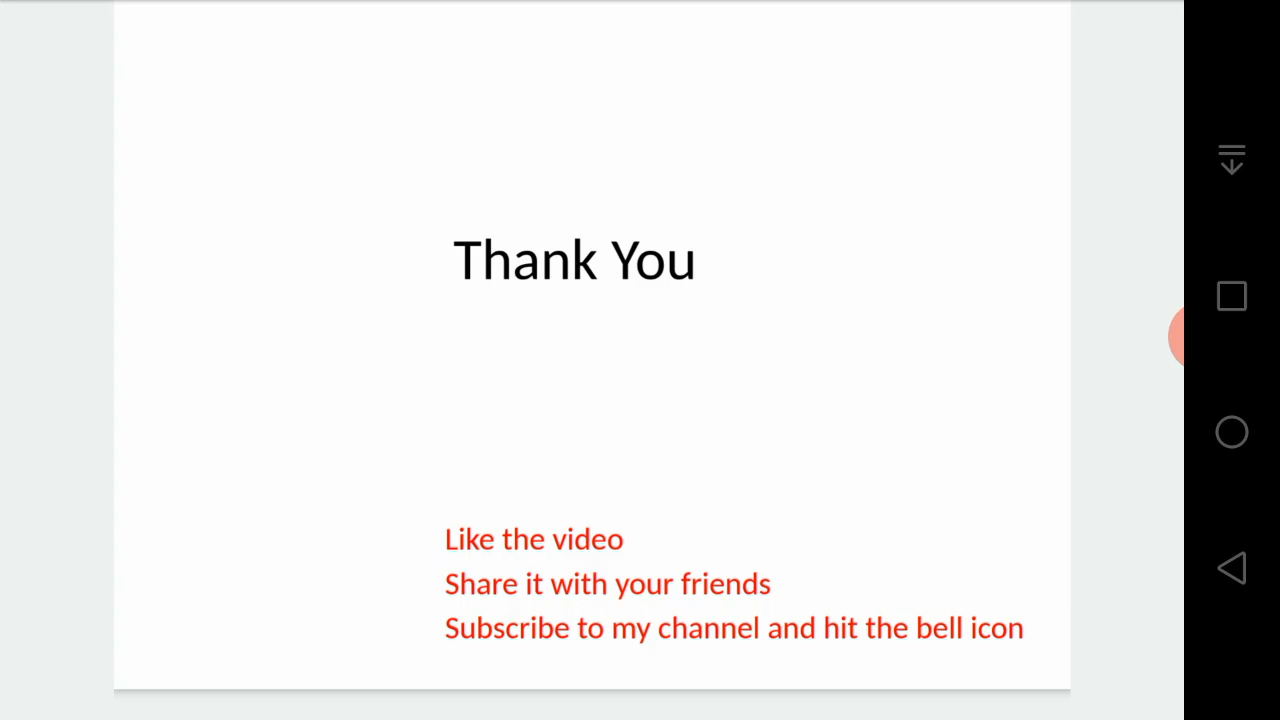 Thank You
Like the video
Share it with your friends
Subscribe to my channel and hit the bell icon